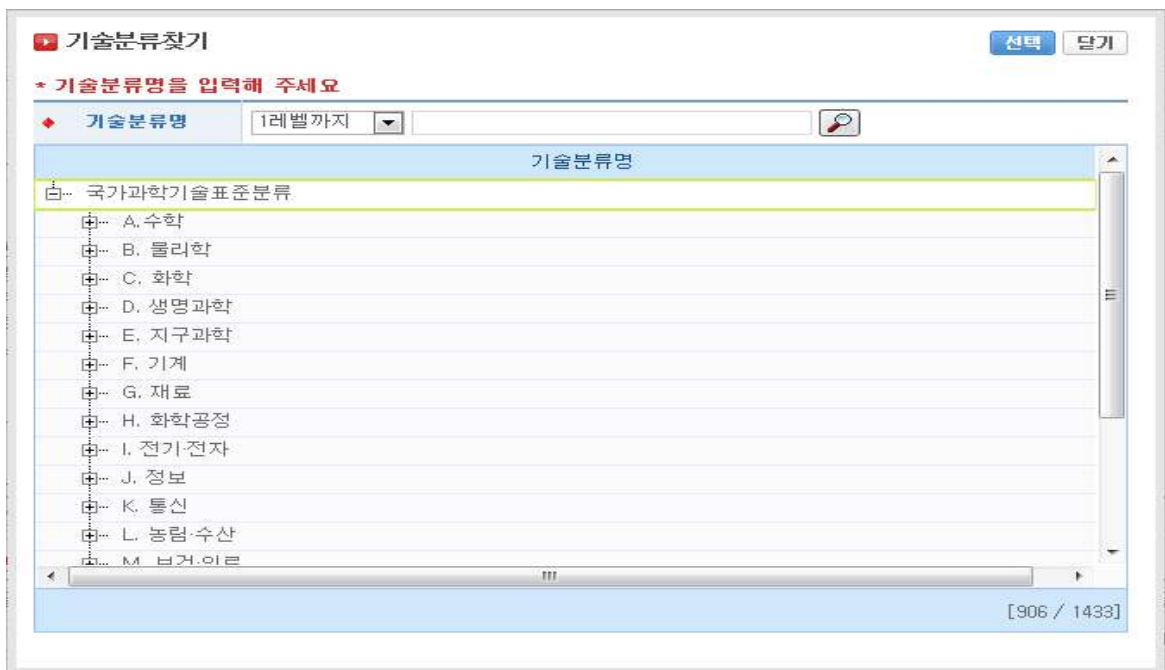 기술분류찾기
선택 닫기
* 기술분류명을 입력해 주세요
기술분류명 1레벨까지
기술분류명
국가과학기술표준분류
A.수학
B. 물리학
C. 화학
D. 생명과학
E. 지구과학
F. 기계
G. 재료
H. 화학공정
I. 전기·전자
J. 정보
K. 통신
L. 농림·수산
M. 보건·의료
[906 / 1433]